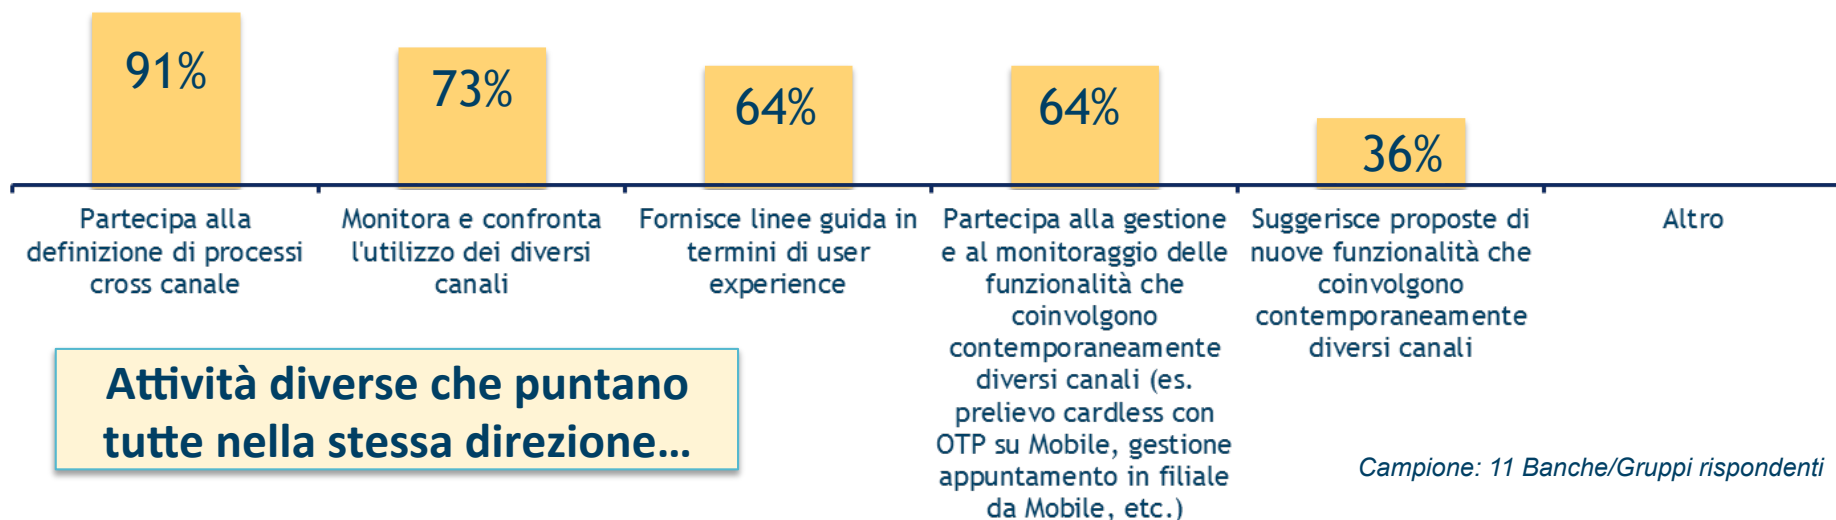 91%
73%
64%
64%
36%
Partecipa alla
definizione di processi
cross canale
Monitora e confronta
l'utilizzo dei diversi
canali
Fornisce linee guida in
termini di user
experience
Partecipa alla gestione
e al monitoraggio delle
funzionalità che
coinvolgono
contemporaneamente
diversi canali (es.
prelievo cardless con
OTP su Mobile, gestione
appuntamento in filiale
da Mobile, etc.)
Suggerisce proposte di
nuove funzionalità che
coinvolgono
contemporaneamente
diversi canali
Altro
Attività diverse che puntano
tutte nella stessa direzione...
Campione: 11 Banche/Gruppi rispondenti